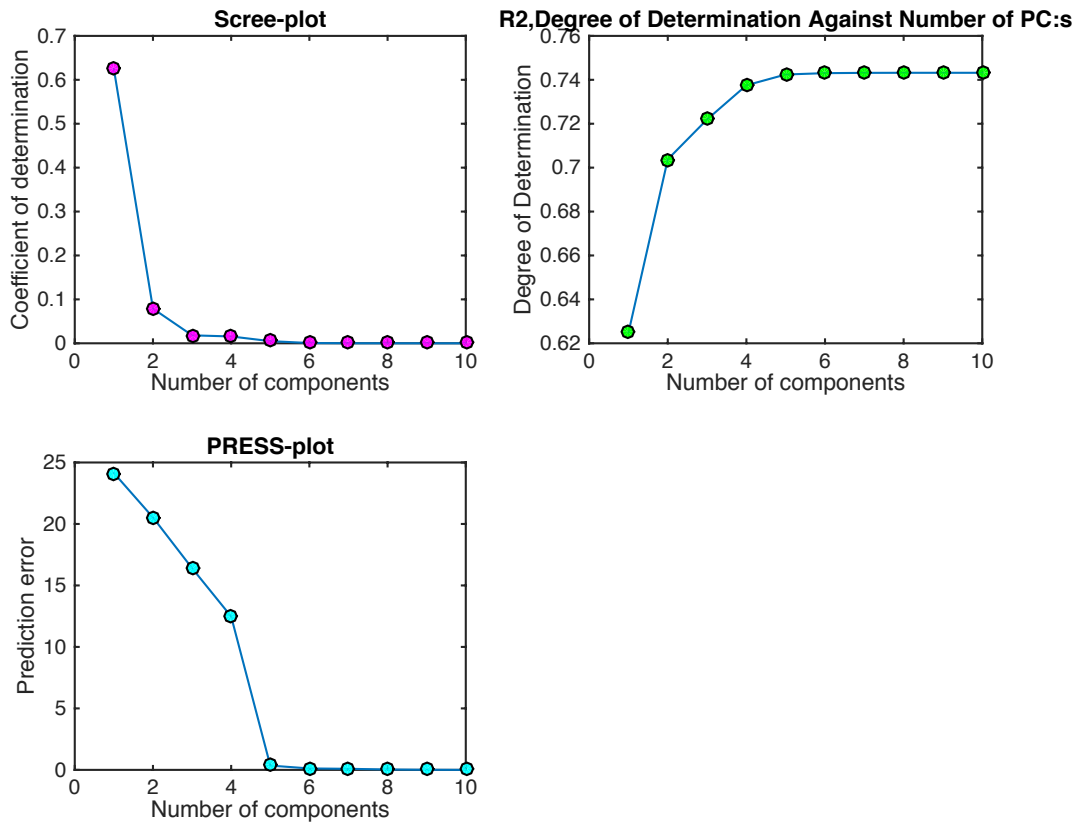 Scree-plot
0.7
0.6
0.5
0.4
0.3
0.2
0.1
0
Coefficient of determination
0 2 4 6 8 10
Number of components
R2,Degree of Determination Against Number of PC:s
0.76
0.74
0.72
0.7
0.68
0.66
0.64
0.62
Degree of Determination
0 2 4 6 8 10
Number of components
PRESS-plot
25
20
15
10
5
0
Prediction error
0 2 4 6 8 10
Number of components